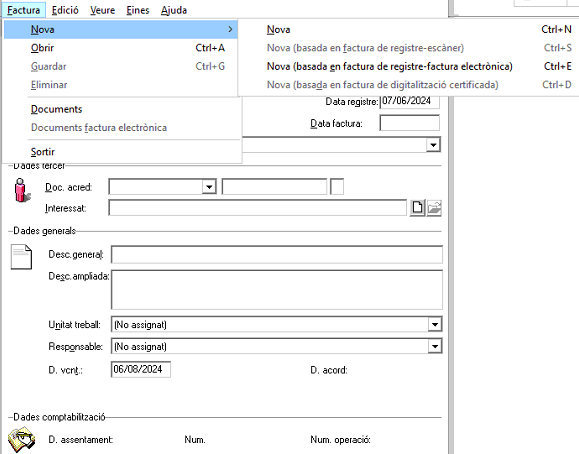 Factura Edició Veure Eines Ajuda
Nova
Obrir Ctrl+A
Guardar Ctrl+G
Eliminar
Documents
Documents factura electrònica
Sortir
Nova Ctrl+N
Nova (basada en factura de registre-escàner) Ctrl+S
Nova (basada en factura de registre-factura electrònica) Ctrl+E
Nova (basada en factura de digitalització certificada) Ctrl+D
Data registre: 07/06/2024
Data factura:
Dades tercer
Doc. acred:
Interessat:
Dades generals
Desc.general:
Desc.ampliada:
Unitat treball: (No assignat)
Responsable: (No assignat)
D. vcnt.: 06/08/2024 D. acord:
Dades comptabilització
D. assentament: Num. Num. operació: